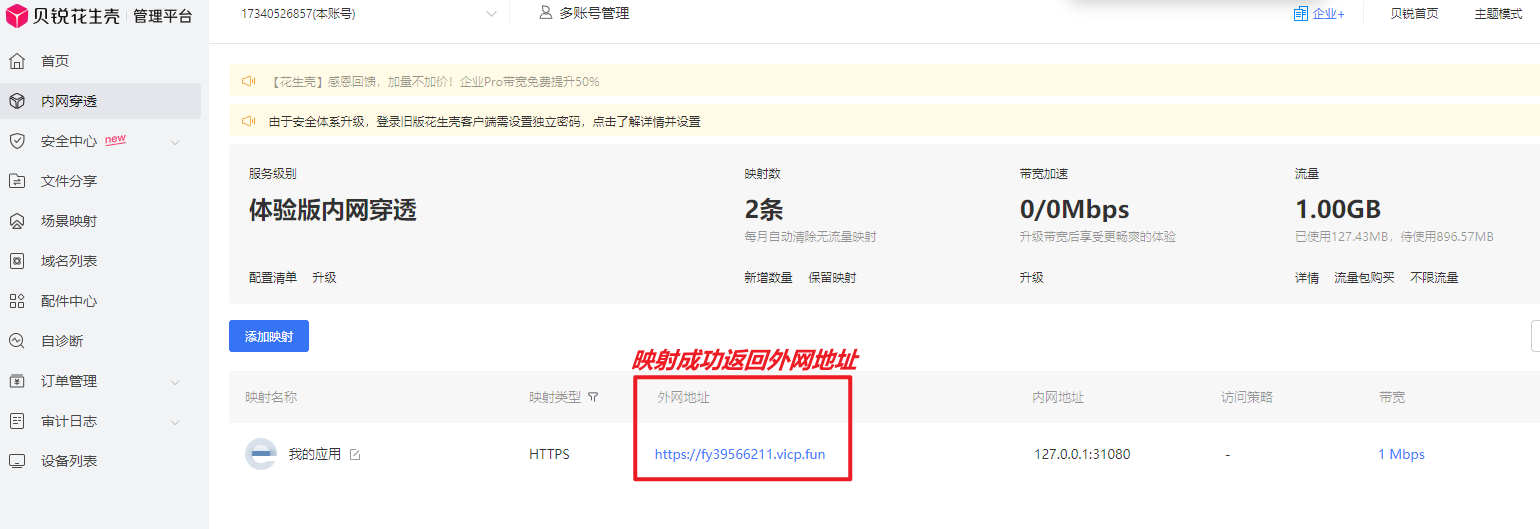 贝锐花生壳 管理平台 17340526857(本账号) 多账号管理 企业+ 贝锐首页 主题模式
首页
内网穿透
安全中心 new
文件分享
场景映射
域名列表
配件中心
自诊断
订单管理
审计日志
设备列表
【花生壳】感恩回馈，加量不加价！企业Pro带宽免费提升50%
由于安全体系升级，登录旧版花生壳客户端需设置独立密码，点击了解详情并设置
服务级别 映射数 带宽加速 流量
体验版内网穿透 2条 0/0Mbps 1.00GB
每月自动清除无流量映射 升级带宽后享受更畅爽的体验 已使用127.43MB，待使用896.57MB
配置清单 升级 新增数量 保留映射 升级 详情 流量包购买 不限流量
添加映射
映射成功返回外网地址
映射名称 映射类型 外网地址 内网地址 访问策略 带宽
我的应用 HTTPS https://fy39566211.vicp.fun 127.0.0.1:31080 - 1 Mbps